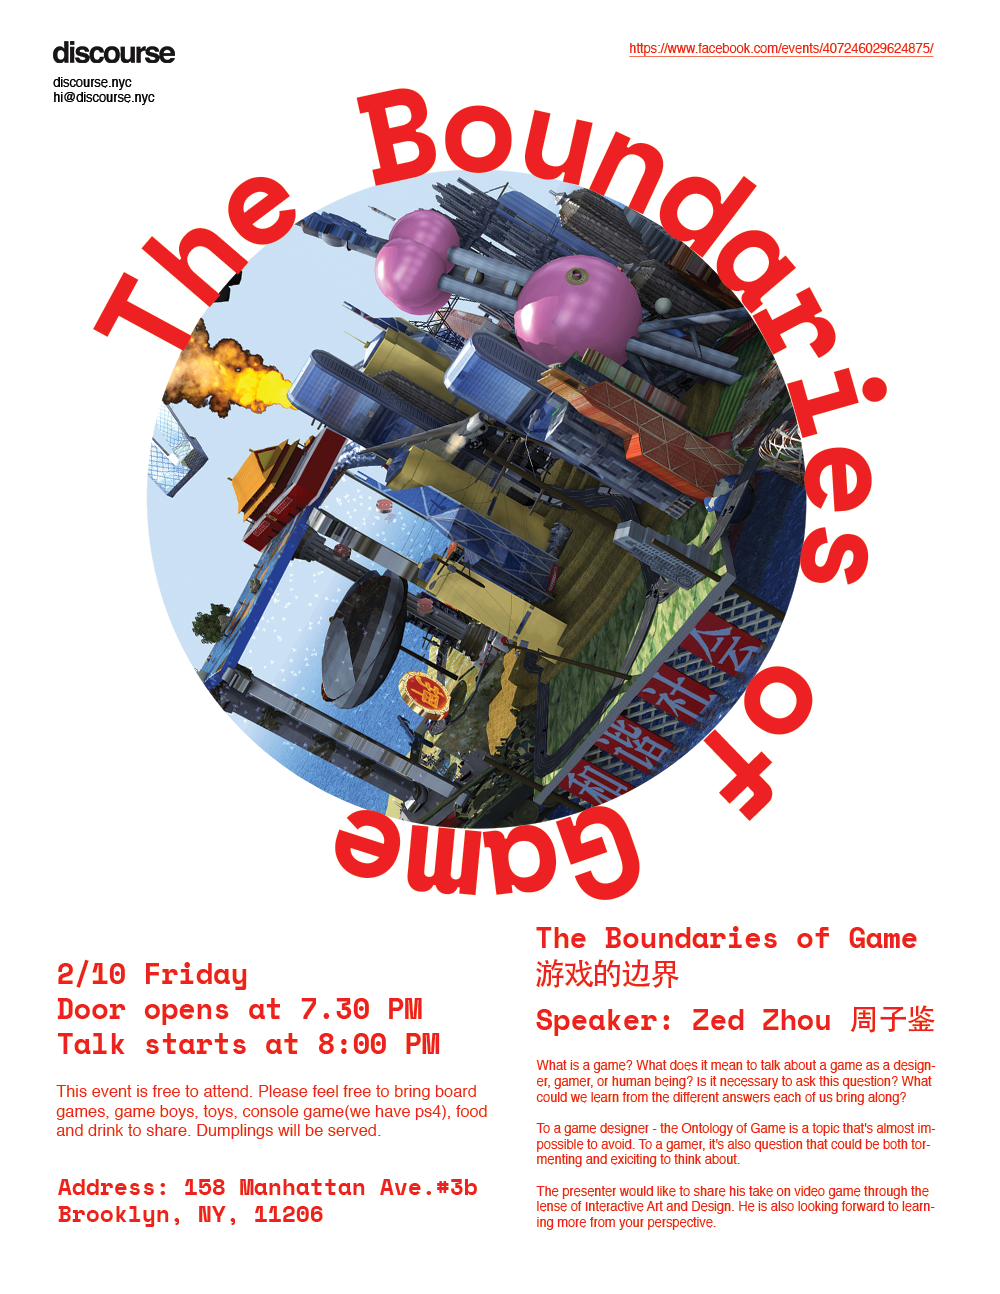 discourse
discourse.nyc
hi@discourse.nyc
https://www.facebook.com/events/407246029624875/
The Boundaries of Game
和谐社会
2/10 Friday
Door opens at 7.30 PM
Talk starts at 8:00 PM
This event is free to attend. Please feel free to bring board
games, game boys, toys, console game(we have ps4), food
and drink to share. Dumplings will be served.
Address: 158 Manhattan Ave.#3b
Brooklyn, NY, 11206
The Boundaries of Game
游戏的边界
Speaker: Zed Zhou 周子鉴
What is a game? What does it mean to talk about a game as a design-
er, gamer, or human being? Is it necessary to ask this question? What
could we learn from the different answers each of us bring along?
To a game designer - the Ontology of Game is a topic that's almost im-
possible to avoid. To a gamer, it's also question that could be both tor-
menting and exiciting to think about.
The presenter would like to share his take on video game through the
lense of Interactive Art and Design. He is also looking forward to learn-
ing more from your perspective.